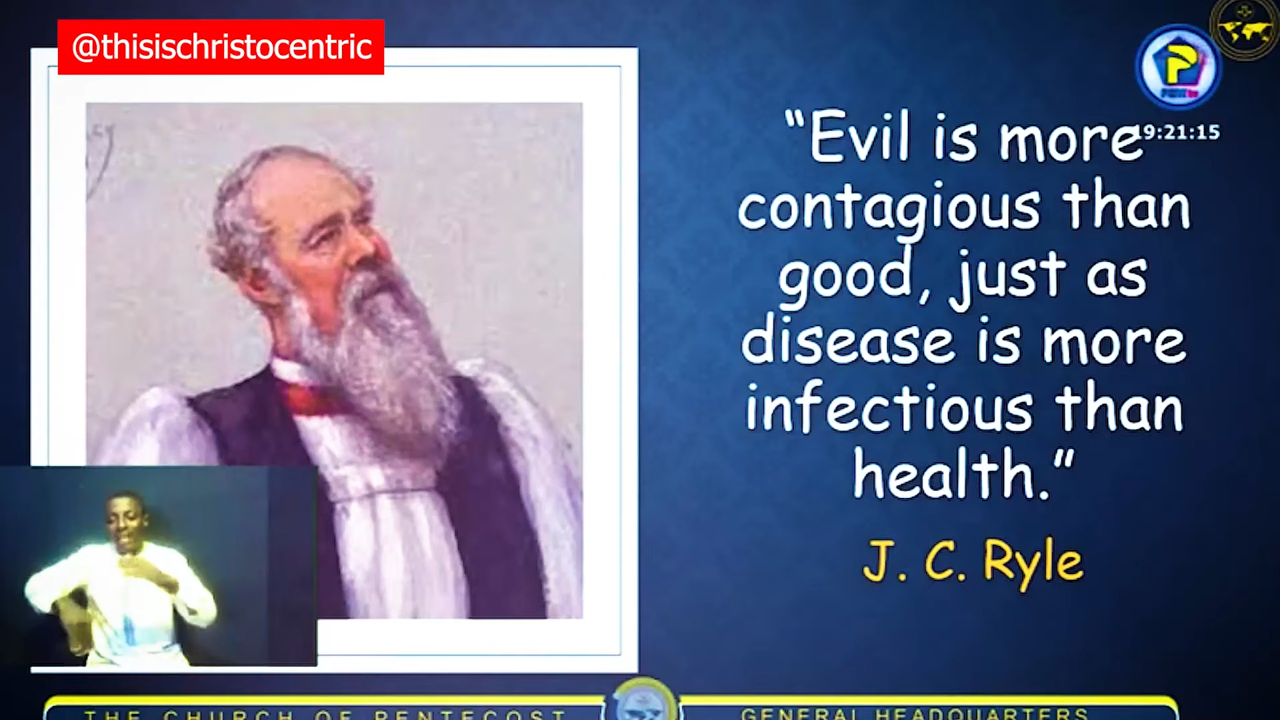 @thisischristocentric
9:21:15
“Evil is more
contagious than
good, just as
disease is more
infectious than
health.”
J. C. Ryle
THE CHURCH OF PENTECOST
GENERAL HEADQUARTERS